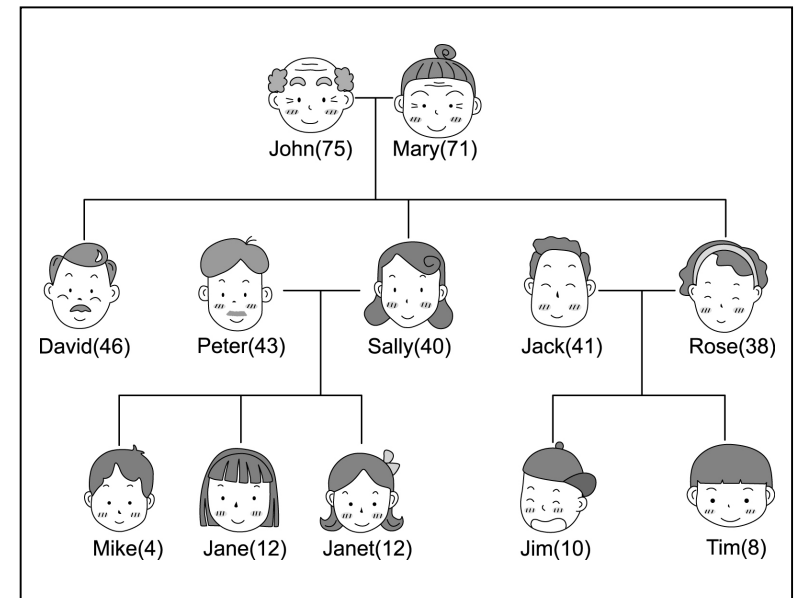 John(75) Mary(71)
David(46) Peter(43) Sally(40) Jack(41) Rose(38)
Mike(4) Jane(12) Janet(12) Jim(10) Tim(8)